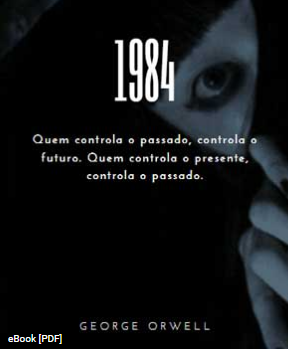 1984
Quem controla o passado, controla o
futuro. Quem controla o presente,
controla o passado.
GEORGE ORWELL
eBook [PDF]